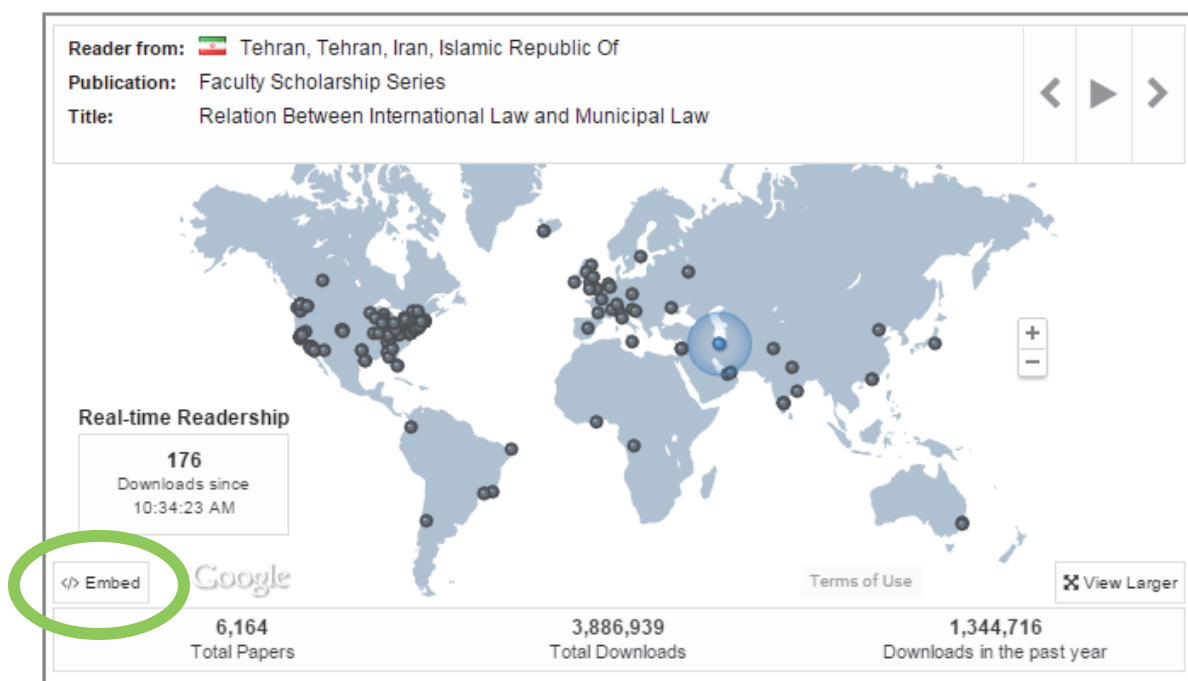 Reader from: Tehran, Tehran, Iran, Islamic Republic Of
Publication: Faculty Scholarship Series
Title: Relation Between International Law and Municipal Law
+
−
Real-time Readership
176
Downloads since
10:34:23 AM
</> Embed
Google
Terms of Use
View Larger
6,164
Total Papers
3,886,939
Total Downloads
1,344,716
Downloads in the past year